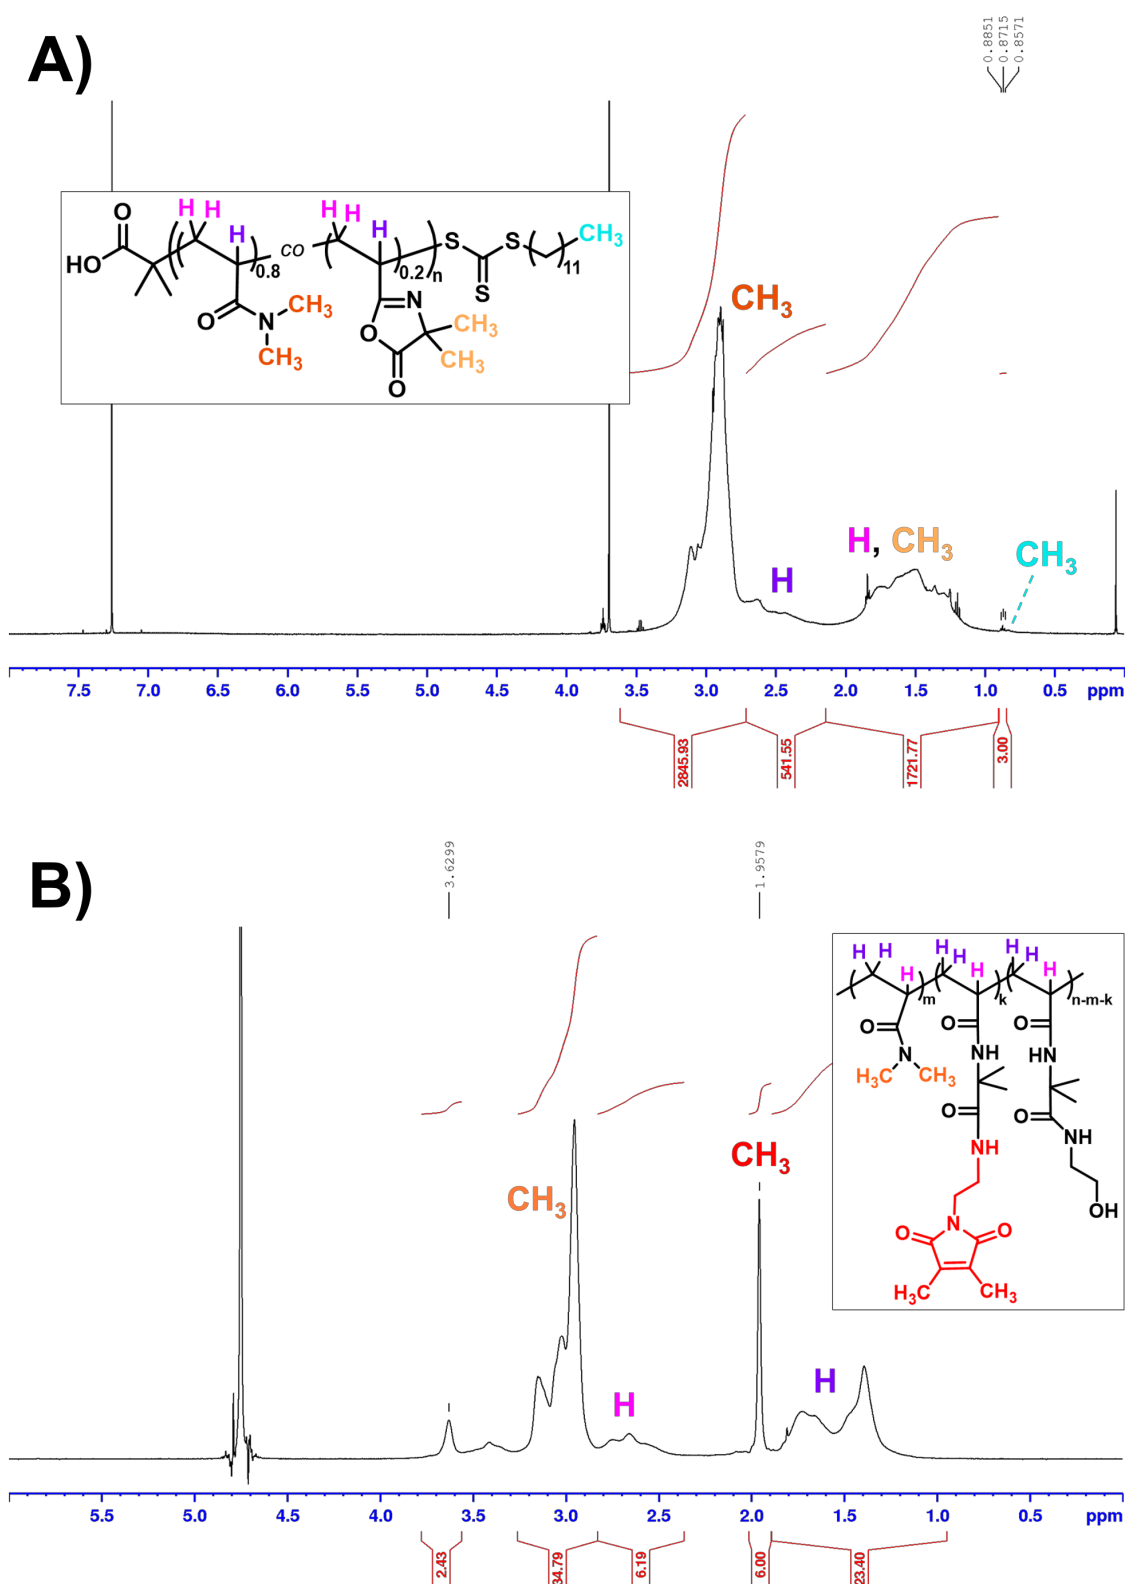 A)
0.8851
0.8715
0.8571
O
HO
H H
H
0.8
co
H H
H
0.2
n
S
S
S
11
CH3
O
N
CH3
CH3
N
O
O
CH3
CH3
CH3
H
H, CH3
CH3
7.5 7.0 6.5 6.0 5.5 5.0 4.5 4.0 3.5 3.0 2.5 2.0 1.5 1.0 0.5 ppm
2845.93
541.55
1721.77
3.00
B)
3.6299
1.9579
H H
H
m
H H
H
k
H H
H
n-m-k
O
N
H3C
CH3
O
NH
O
NH
O
HN
O
NH
OH
N
O
O
H3C
CH3
CH3
CH3
H
H
5.5 5.0 4.5 4.0 3.5 3.0 2.5 2.0 1.5 1.0 0.5 ppm
2.43
34.79
6.19
6.00
23.40